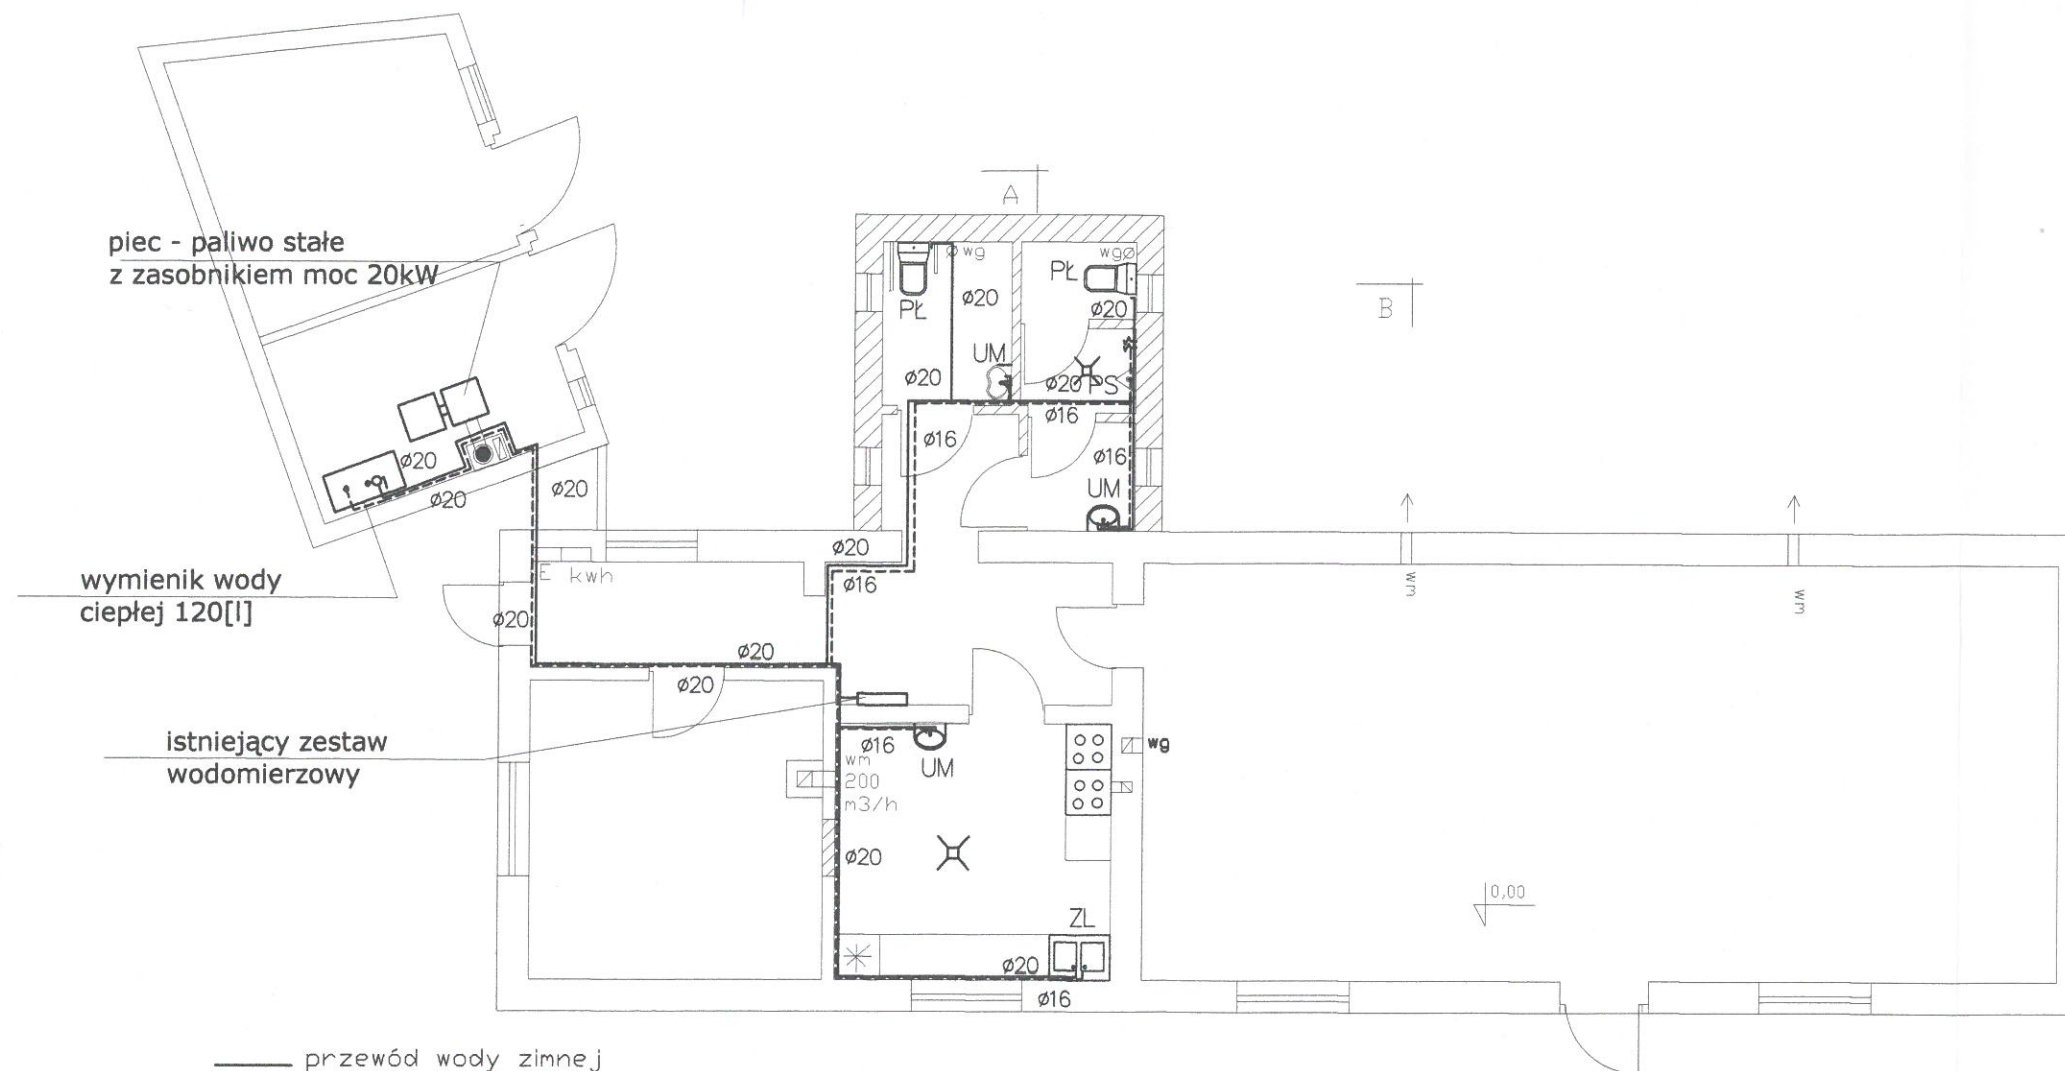 A
piec - paliwo stałe
z zasobnikiem moc 20kW
ø wg
wgø
PŁ
PŁ
ø20
ø20
B
UM
ø20
ø20 PS
ø16
ø16
ø16
ø20
ø20
ø20
UM
ø20
ø16
E kwh
wm
wm
wymienik wody
ciepłej 120[l]
ø20
ø20
ø20
istniejący zestaw
wodomierzowy
ø16
UM
wg
wm
200
m3/h
ø20
0,00
ZL
ø20
ø16
przewód wody zimnej